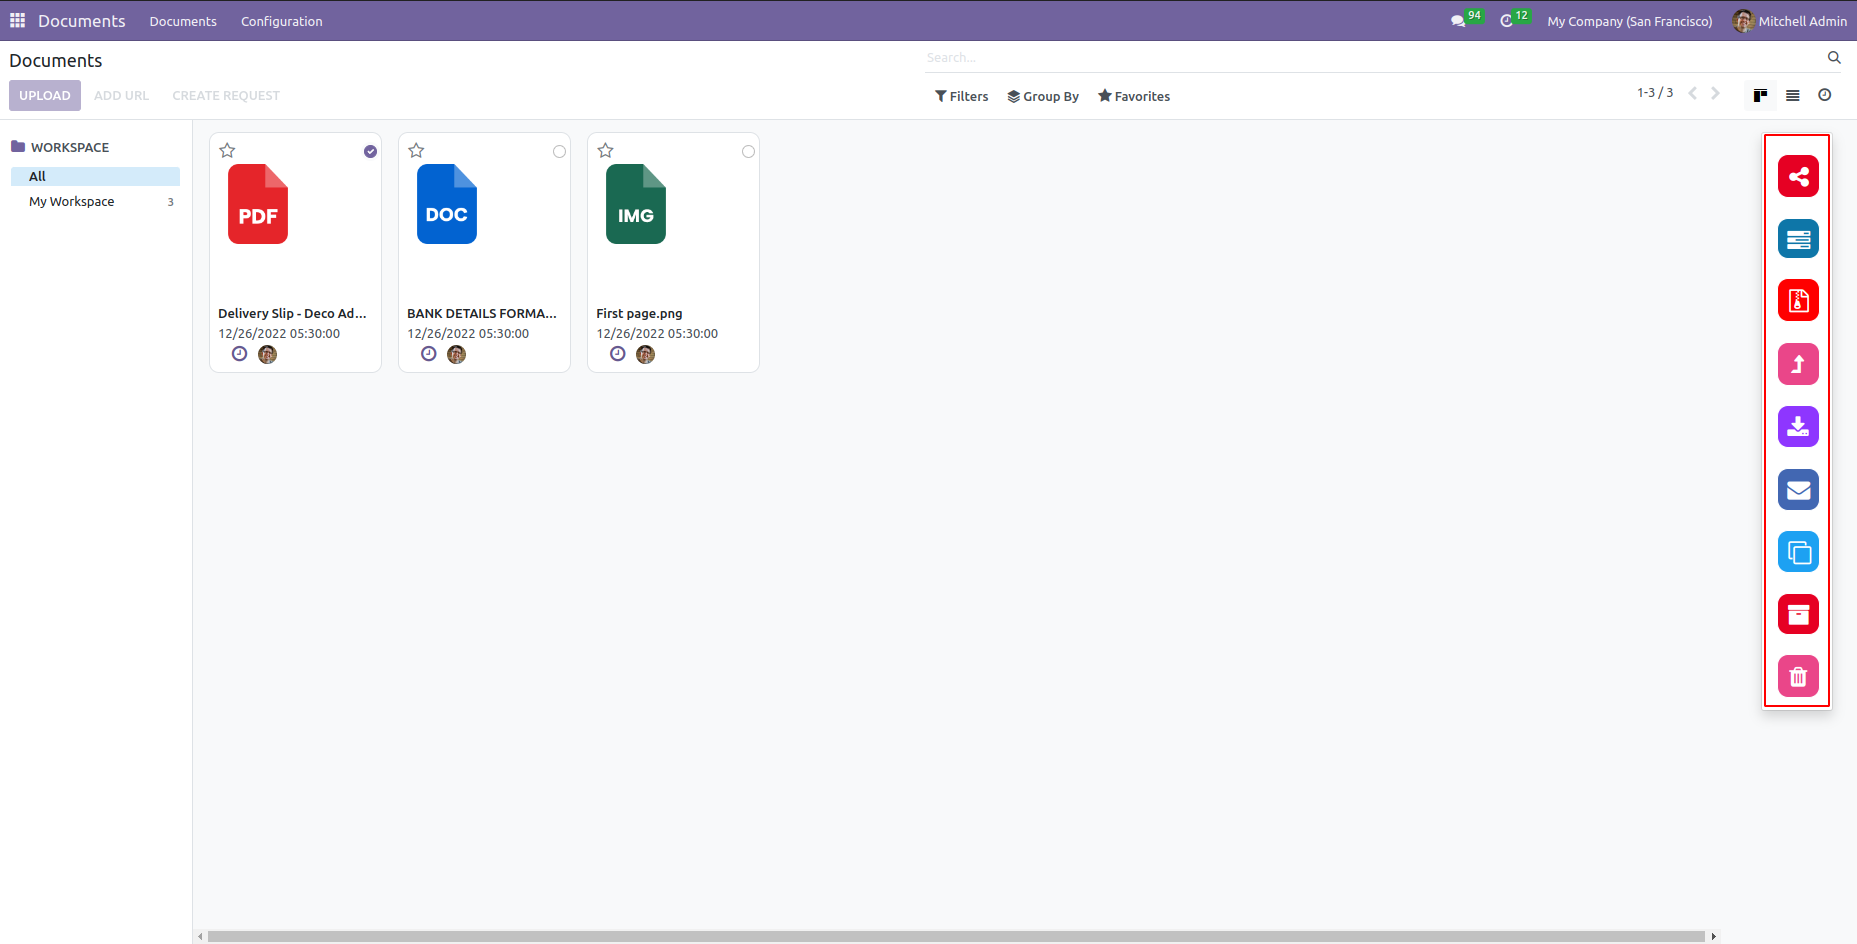 Documents Documents Configuration 94 12 My Company (San Francisco) Mitchell Admin
Documents
Search...
UPLOAD ADD URL CREATE REQUEST
Filters Group By Favorites
1-3 / 3
WORKSPACE
All
My Workspace 3
PDF
Delivery Slip - Deco Ad...
12/26/2022 05:30:00
DOC
BANK DETAILS FORMA...
12/26/2022 05:30:00
IMG
First page.png
12/26/2022 05:30:00